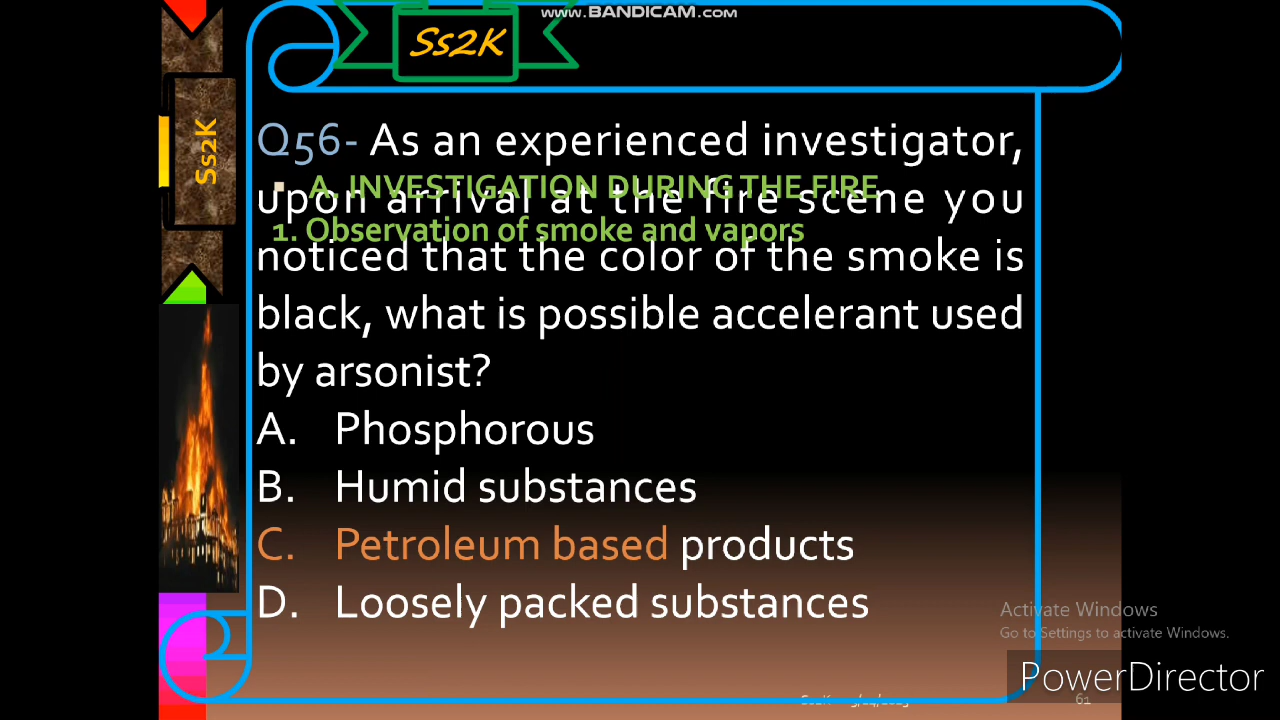 www.BANDICAM.com
Ss2K
Ss2K
Q56- As an experienced investigator,
A. INVESTIGATION DURING THE FIRE
upon arrival at the fire scene you
1. Observation of smoke and vapors
noticed that the color of the smoke is
black, what is possible accelerant used
by arsonist?
A. Phosphorous
B. Humid substances
C. Petroleum based products
D. Loosely packed substances
Activate Windows
Go to Settings to activate Windows.
PowerDirector
Ss2K
61